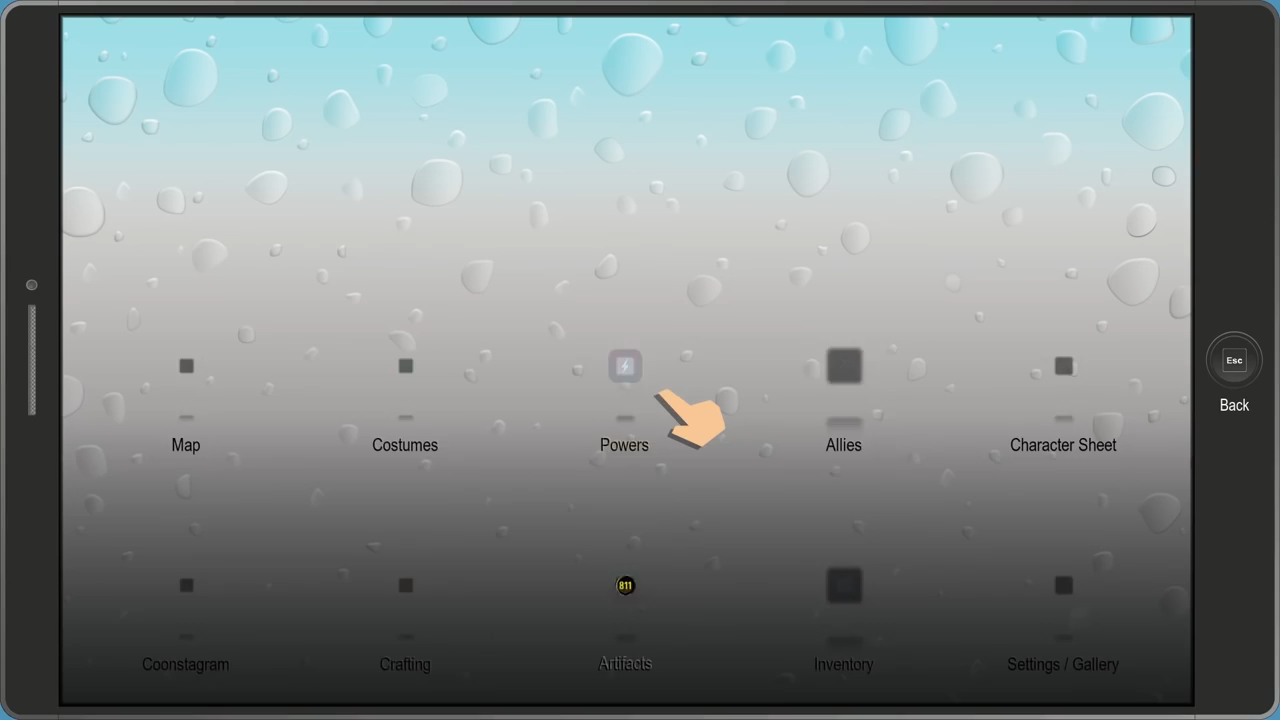 Esc
Back
Map
Costumes
Powers
Allies
Character Sheet
811
Coonstagram
Crafting
Artifacts
Inventory
Settings / Gallery